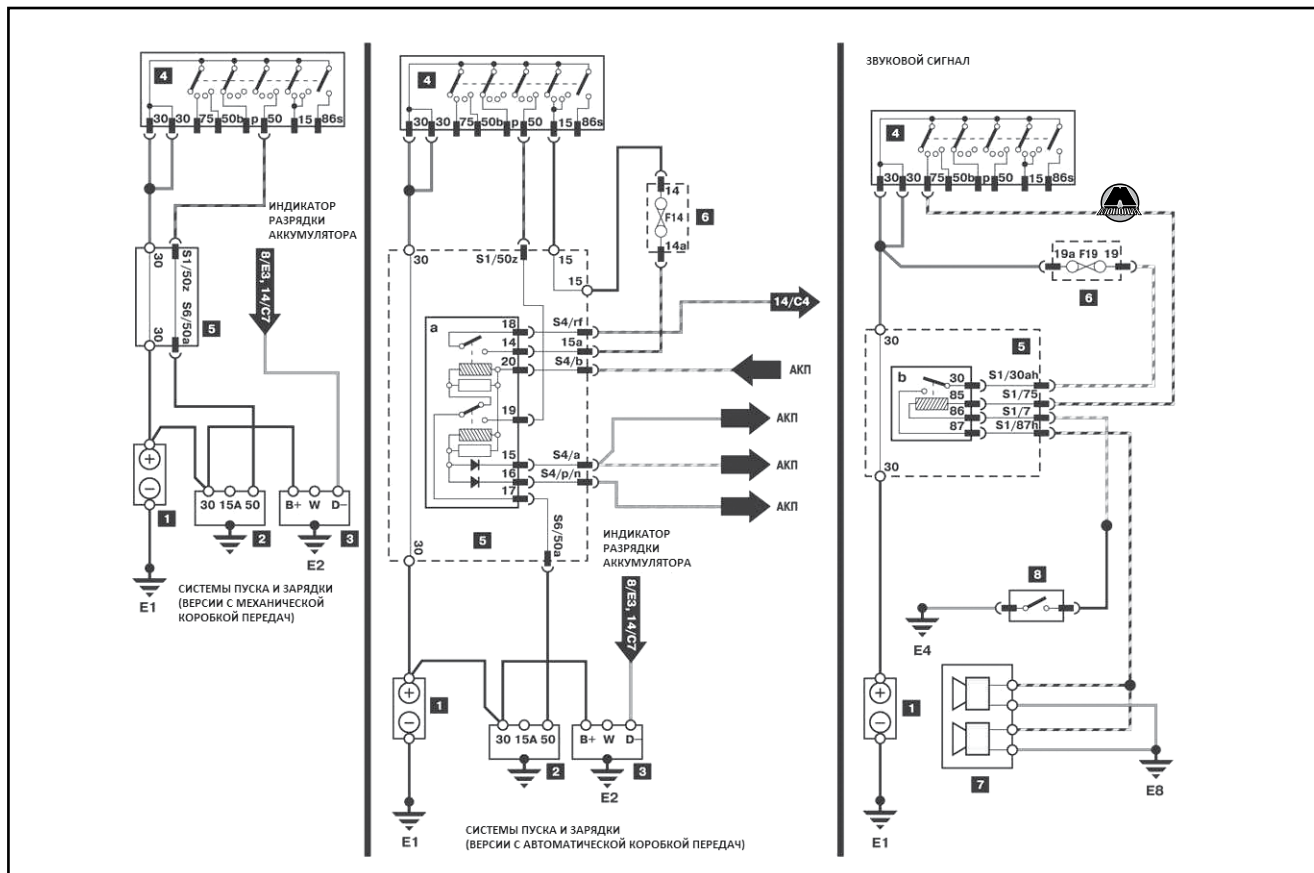 4
30 30 75 50b p 50 15 86s
ИНДИКАТОР
РАЗРЯДКИ
АККУМУЛЯТОРА
8/E3, 14/C7
30
S1/50z
30
S6/50a
5
1
30 15A 50
2
B+ W D−
3
E2
E1
СИСТЕМЫ ПУСКА И ЗАРЯДКИ
(ВЕРСИИ С МЕХАНИЧЕСКОЙ
КОРОБКОЙ ПЕРЕДАЧ)
4
30 30 75 50b p 50 15 86s
14
F14
14a
6
30
S1/50z
15
15
a
18
S4/rf
14/C4
14
15a
20
S4/b
АКП
19
АКП
15
S4/a
АКП
16
S4/p/n
17
АКП
S6/50a
30
5
ИНДИКАТОР
РАЗРЯДКИ
АККУМУЛЯТОРА
8/E3, 14/C7
1
30 15A 50
2
B+ W D−
3
E2
E1
СИСТЕМЫ ПУСКА И ЗАРЯДКИ
(ВЕРСИИ С АВТОМАТИЧЕСКОЙ КОРОБКОЙ ПЕРЕДАЧ)
ЗВУКОВОЙ СИГНАЛ
4
30 30 75 50b p 50 15 86s
19a F19 19
6
30
5
b
30
S1/30ah
85
S1/75
86
S1/7
87
S1/87h
30
8
E4
1
7
E8
E1